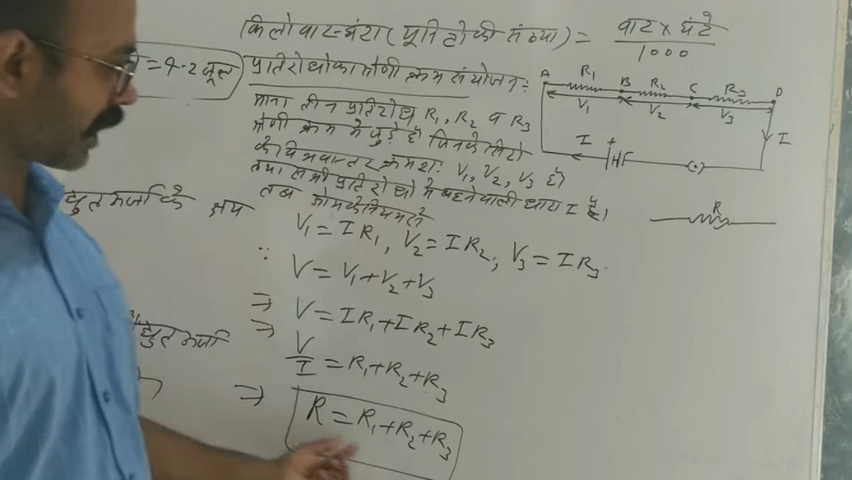 किलोवाट-घंटा (यूनिटों की संख्या) = वाट × घंटे / 1000
= 4.2 जूल
प्रतिरोधों का श्रेणी क्रम संयोजन:
माना तीन प्रतिरोध R₁, R₂ व R₃
श्रेणी क्रम में जुड़े हैं जिनके सिरों
के विभवान्तर क्रमशः V₁, V₂, V₃ हैं
तथा सभी प्रतिरोधों में बहने वाली धारा I है।
तब ओम के नियम से
V₁ = IR₁, V₂ = IR₂, V₃ = IR₃
∵ V = V₁ + V₂ + V₃
⇒ V = IR₁ + IR₂ + IR₃
⇒ V/I = R₁ + R₂ + R₃
⇒ R = R₁ + R₂ + R₃
A R₁ B R₂ C R₃ D
V₁ V₂ V₃
I + I
R
ऊर्जा के क्षय
ऊर्जा